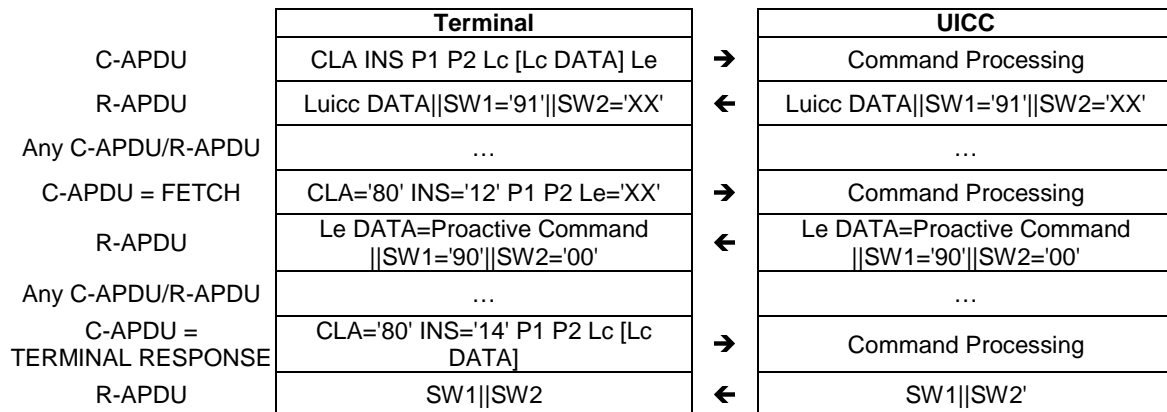 Terminal UICC
C-APDU CLA INS P1 P2 Lc [Lc DATA] Le → Command Processing
R-APDU Luicc DATA||SW1='91'||SW2='XX' ← Luicc DATA||SW1='91'||SW2='XX'
Any C-APDU/R-APDU … …
C-APDU = FETCH CLA='80' INS='12' P1 P2 Le='XX' → Command Processing
R-APDU Le DATA=Proactive Command ← Le DATA=Proactive Command
||SW1='90'||SW2='00' ||SW1='90'||SW2='00'
Any C-APDU/R-APDU … …
C-APDU = CLA='80' INS='14' P1 P2 Lc [Lc → Command Processing
TERMINAL RESPONSE DATA]
R-APDU SW1||SW2 ← SW1||SW2'